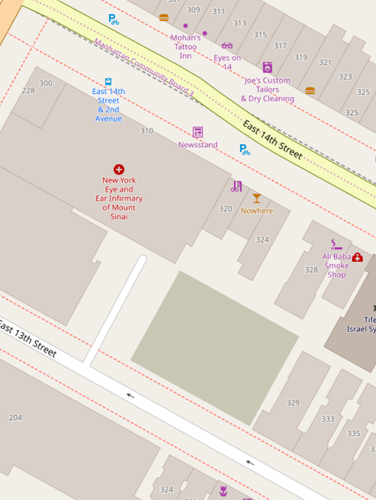 307
309
311
313
315
317
319
321
323
325
Mohan's
Tattoo
Inn
Eyes on
14
Joe's Custom
Tailors
& Dry Cleaning
Manhattan Community Board 3
East 14th Street
300
228
East 14th
Street
& 2nd
Avenue
310
Newsstand
New York
Eye and
Ear Infirmary
of Mount
Sinai
320
Nowhere
324
Ali Baba
Smoke
Shop
328
Tife
Israel Sy
East 13th Street
329
333
335
204
324